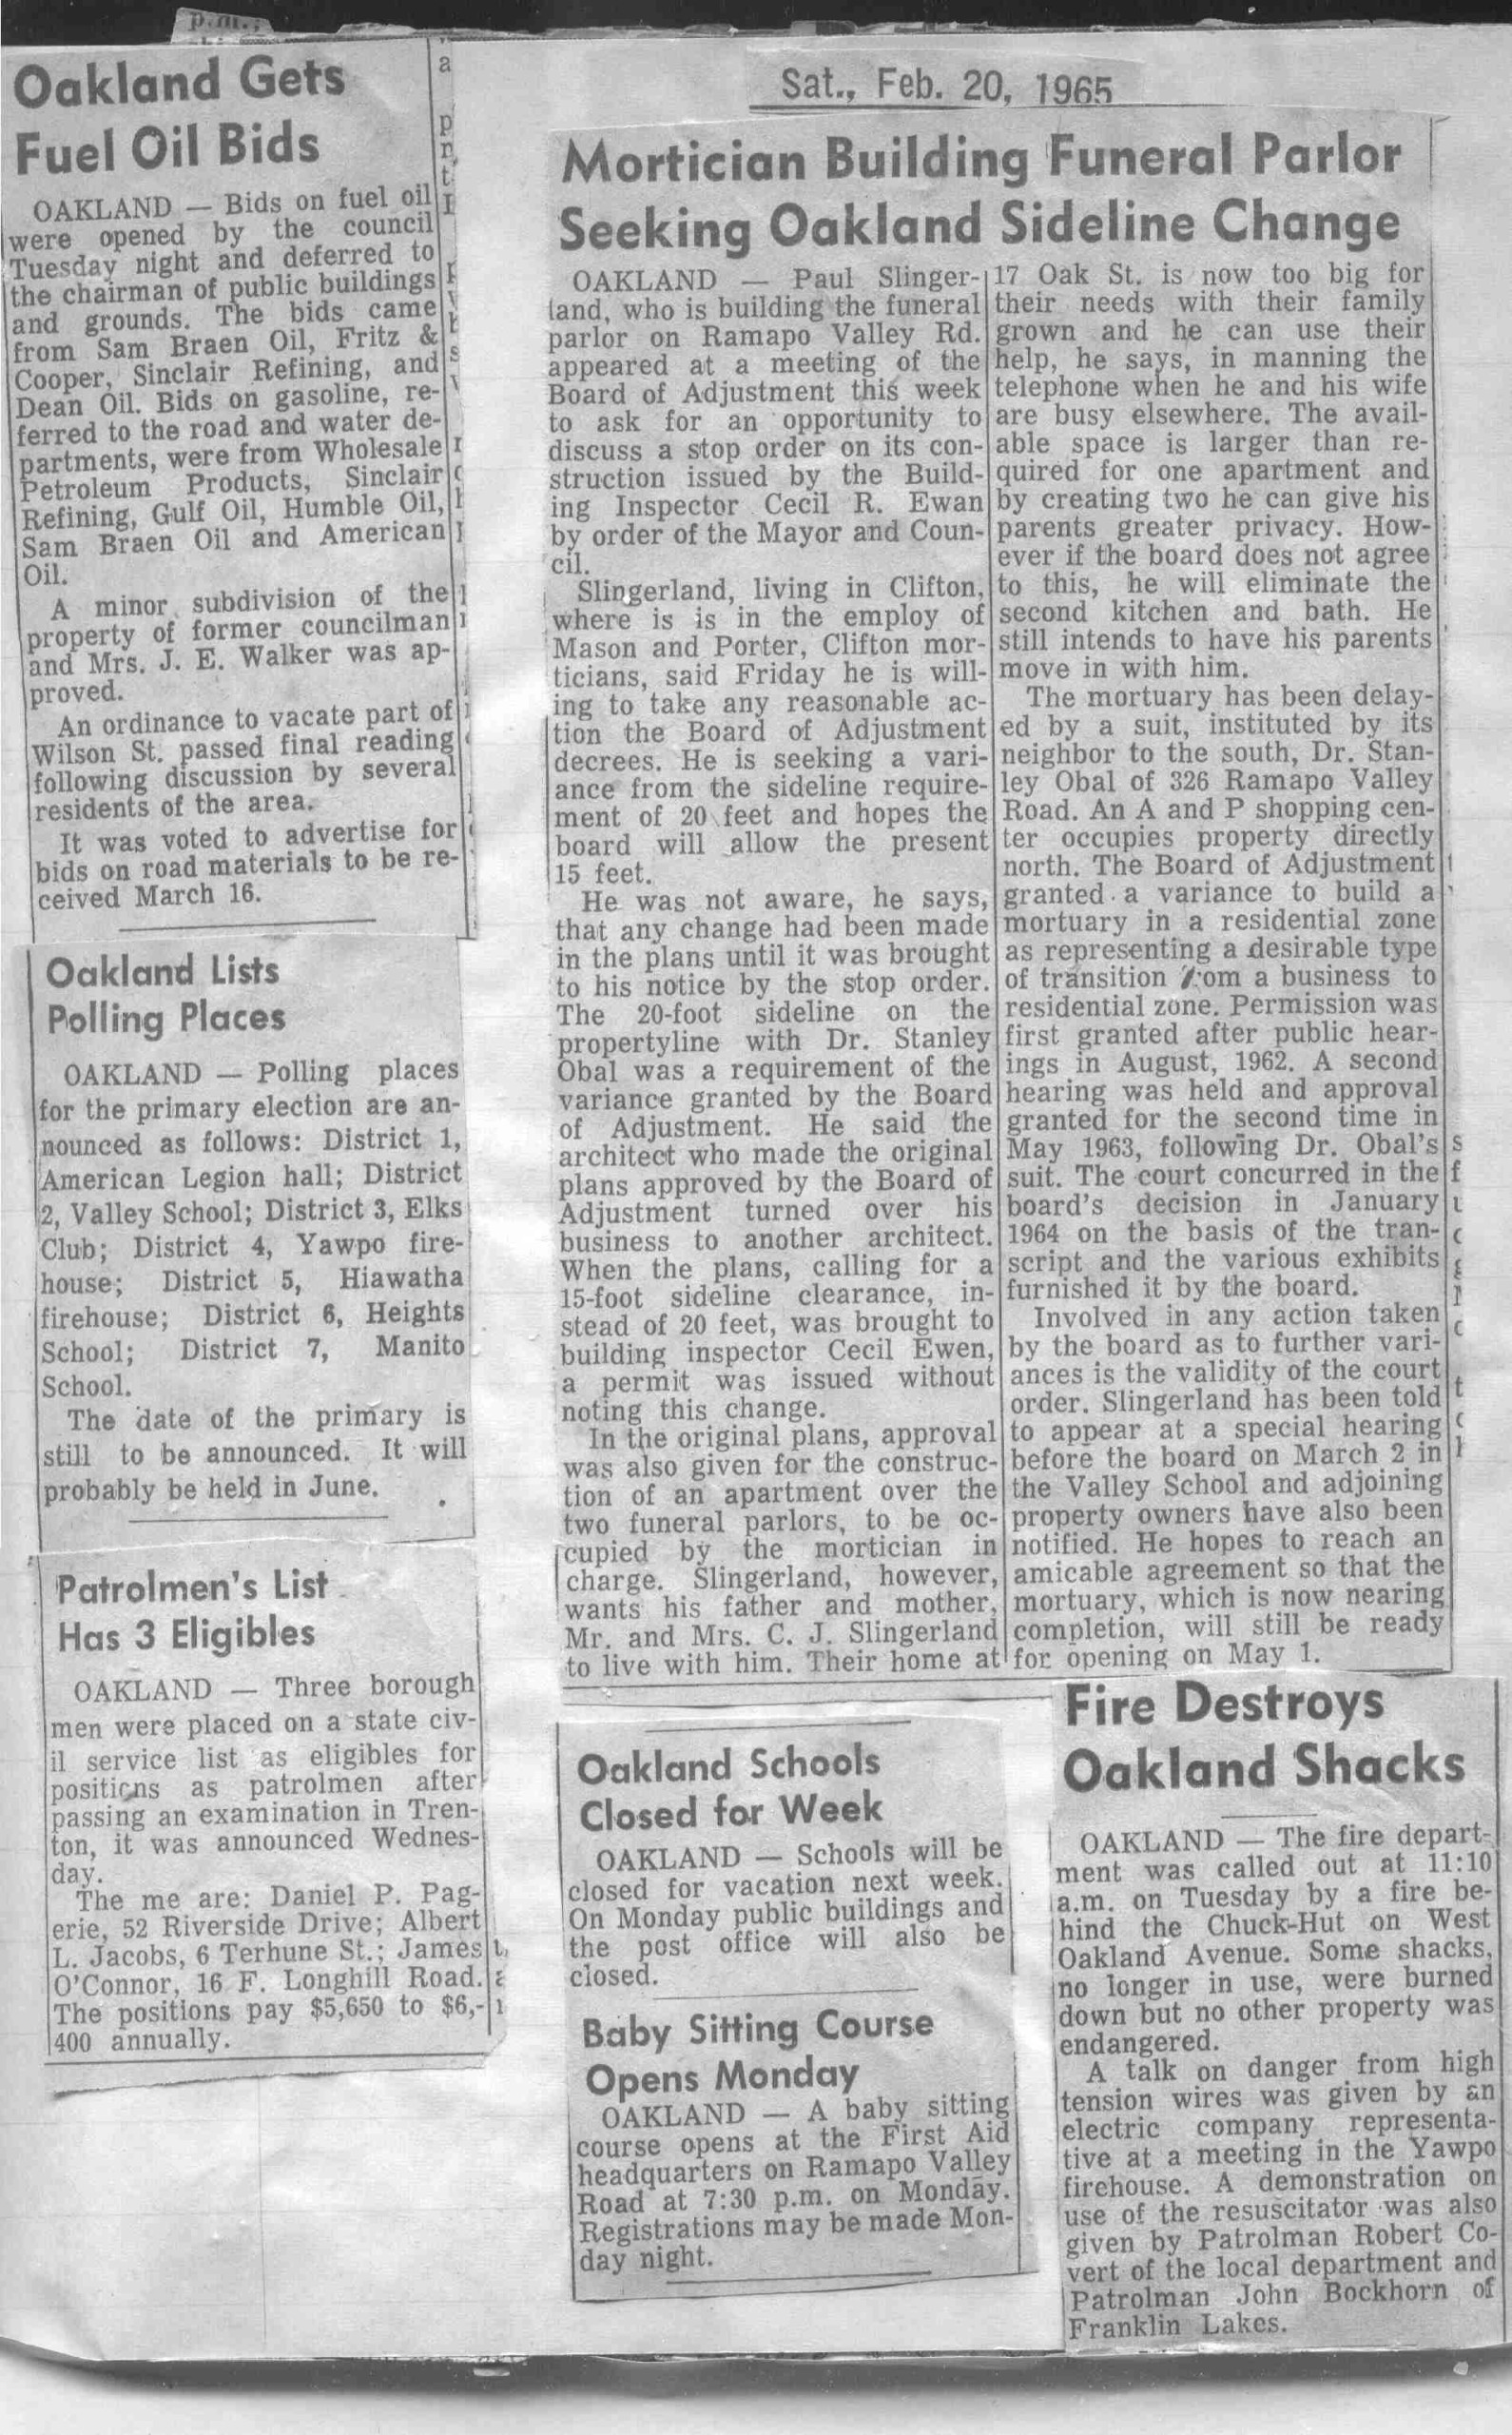 p.m.,
Oakland Gets
Fuel Oil Bids
OAKLAND — Bids on fuel oil
were opened by the council
Tuesday night and deferred to
the chairman of public buildings
and grounds. The bids came
from Sam Braen Oil, Fritz &
Cooper, Sinclair Refining, and
Dean Oil. Bids on gasoline, re-
ferred to the road and water de-
partments, were from Wholesale
Petroleum Products, Sinclair
Refining, Gulf Oil, Humble Oil,
Sam Braen Oil and American
Oil.
A minor subdivision of the
property of former councilman
and Mrs. J. E. Walker was ap-
proved.
An ordinance to vacate part of
Wilson St. passed final reading
following discussion by several
residents of the area.
It was voted to advertise for
bids on road materials to be re-
ceived March 16.
Oakland Lists
Polling Places
OAKLAND — Polling places
for the primary election are an-
nounced as follows: District 1,
American Legion hall; District
2, Valley School; District 3, Elks
Club; District 4, Yawpo fire-
house; District 5, Hiawatha
firehouse; District 6, Heights
School; District 7, Manito
School.
The date of the primary is
still to be announced. It will
probably be held in June.
Patrolmen's List
Has 3 Eligibles
OAKLAND — Three borough
men were placed on a state civ-
il service list as eligibles for
positions as patrolmen after
passing an examination in Tren-
ton, it was announced Wednes-
day.
The me are: Daniel P. Pag-
erie, 52 Riverside Drive; Albert
L. Jacobs, 6 Terhune St.; James
O'Connor, 16 F. Longhill Road.
The positions pay $5,650 to $6,-
400 annually.
Sat., Feb. 20, 1965
Mortician Building Funeral Parlor
Seeking Oakland Sideline Change
OAKLAND — Paul Slinger-
land, who is building the funeral
parlor on Ramapo Valley Rd.
appeared at a meeting of the
Board of Adjustment this week
to ask for an opportunity to
discuss a stop order on its con-
struction issued by the Build-
ing Inspector Cecil R. Ewan
by order of the Mayor and Coun-
cil.
Slingerland, living in Clifton,
where is is in the employ of
Mason and Porter, Clifton mor-
ticians, said Friday he is will-
ing to take any reasonable ac-
tion the Board of Adjustment
decrees. He is seeking a vari-
ance from the sideline require-
ment of 20 feet and hopes the
board will allow the present
15 feet.
He was not aware, he says,
that any change had been made
in the plans until it was brought
to his notice by the stop order.
The 20-foot sideline on the
propertyline with Dr. Stanley
Obal was a requirement of the
variance granted by the Board
of Adjustment. He said the
architect who made the original
plans approved by the Board of
Adjustment turned over his
business to another architect.
When the plans, calling for a
15-foot sideline clearance, in-
stead of 20 feet, was brought to
building inspector Cecil Ewen,
a permit was issued without
noting this change.
In the original plans, approval
was also given for the construc-
tion of an apartment over the
two funeral parlors, to be oc-
cupied by the mortician in
charge. Slingerland, however,
wants his father and mother,
Mr. and Mrs. C. J. Slingerland
to live with him. Their home at
17 Oak St. is now too big for
their needs with their family
grown and he can use their
help, he says, in manning the
telephone when he and his wife
are busy elsewhere. The avail-
able space is larger than re-
quired for one apartment and
by creating two he can give his
parents greater privacy. How-
ever if the board does not agree
to this, he will eliminate the
second kitchen and bath. He
still intends to have his parents
move in with him.
The mortuary has been delay-
ed by a suit, instituted by its
neighbor to the south, Dr. Stan-
ley Obal of 326 Ramapo Valley
Road. An A and P shopping cen-
ter occupies property directly
north. The Board of Adjustment
granted a variance to build a
mortuary in a residential zone
as representing a desirable type
of transition from a business to
residential zone. Permission was
first granted after public hear-
ings in August, 1962. A second
hearing was held and approval
granted for the second time in
May 1963, following Dr. Obal's
suit. The court concurred in the
board's decision in January
1964 on the basis of the tran-
script and the various exhibits
furnished it by the board.
Involved in any action taken
by the board as to further vari-
ances is the validity of the court
order. Slingerland has been told
to appear at a special hearing
before the board on March 2 in
the Valley School and adjoining
property owners have also been
notified. He hopes to reach an
amicable agreement so that the
mortuary, which is now nearing
completion, will still be ready
for opening on May 1.
Oakland Schools
Closed for Week
OAKLAND — Schools will be
closed for vacation next week.
On Monday public buildings and
the post office will also be
closed.
Baby Sitting Course
Opens Monday
OAKLAND — A baby sitting
course opens at the First Aid
headquarters on Ramapo Valley
Road at 7:30 p.m. on Monday.
Registrations may be made Mon-
day night.
Fire Destroys
Oakland Shacks
OAKLAND — The fire depart-
ment was called out at 11:10
a.m. on Tuesday by a fire be-
hind the Chuck-Hut on West
Oakland Avenue. Some shacks,
no longer in use, were burned
down but no other property was
endangered.
A talk on danger from high
tension wires was given by an
electric company representa-
tive at a meeting in the Yawpo
firehouse. A demonstration on
use of the resuscitator was also
given by Patrolman Robert Co-
vert of the local department and
Patrolman John Bockhorn of
Franklin Lakes.